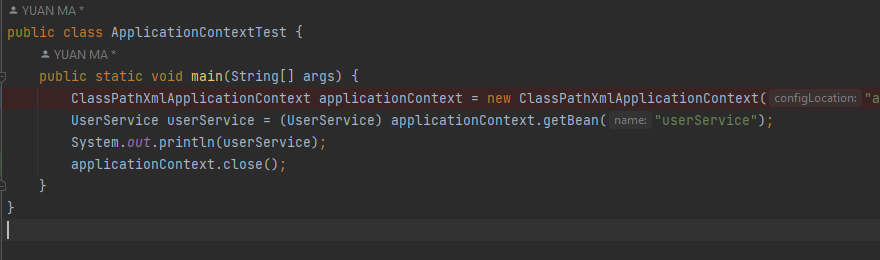 YUAN MA *
public class ApplicationContextTest {
YUAN MA *
public static void main(String[] args) {
ClassPathXmlApplicationContext applicationContext = new ClassPathXmlApplicationContext( configLocation: "a
UserService userService = (UserService) applicationContext.getBean( name: "userService");
System.out.println(userService);
applicationContext.close();
}
}